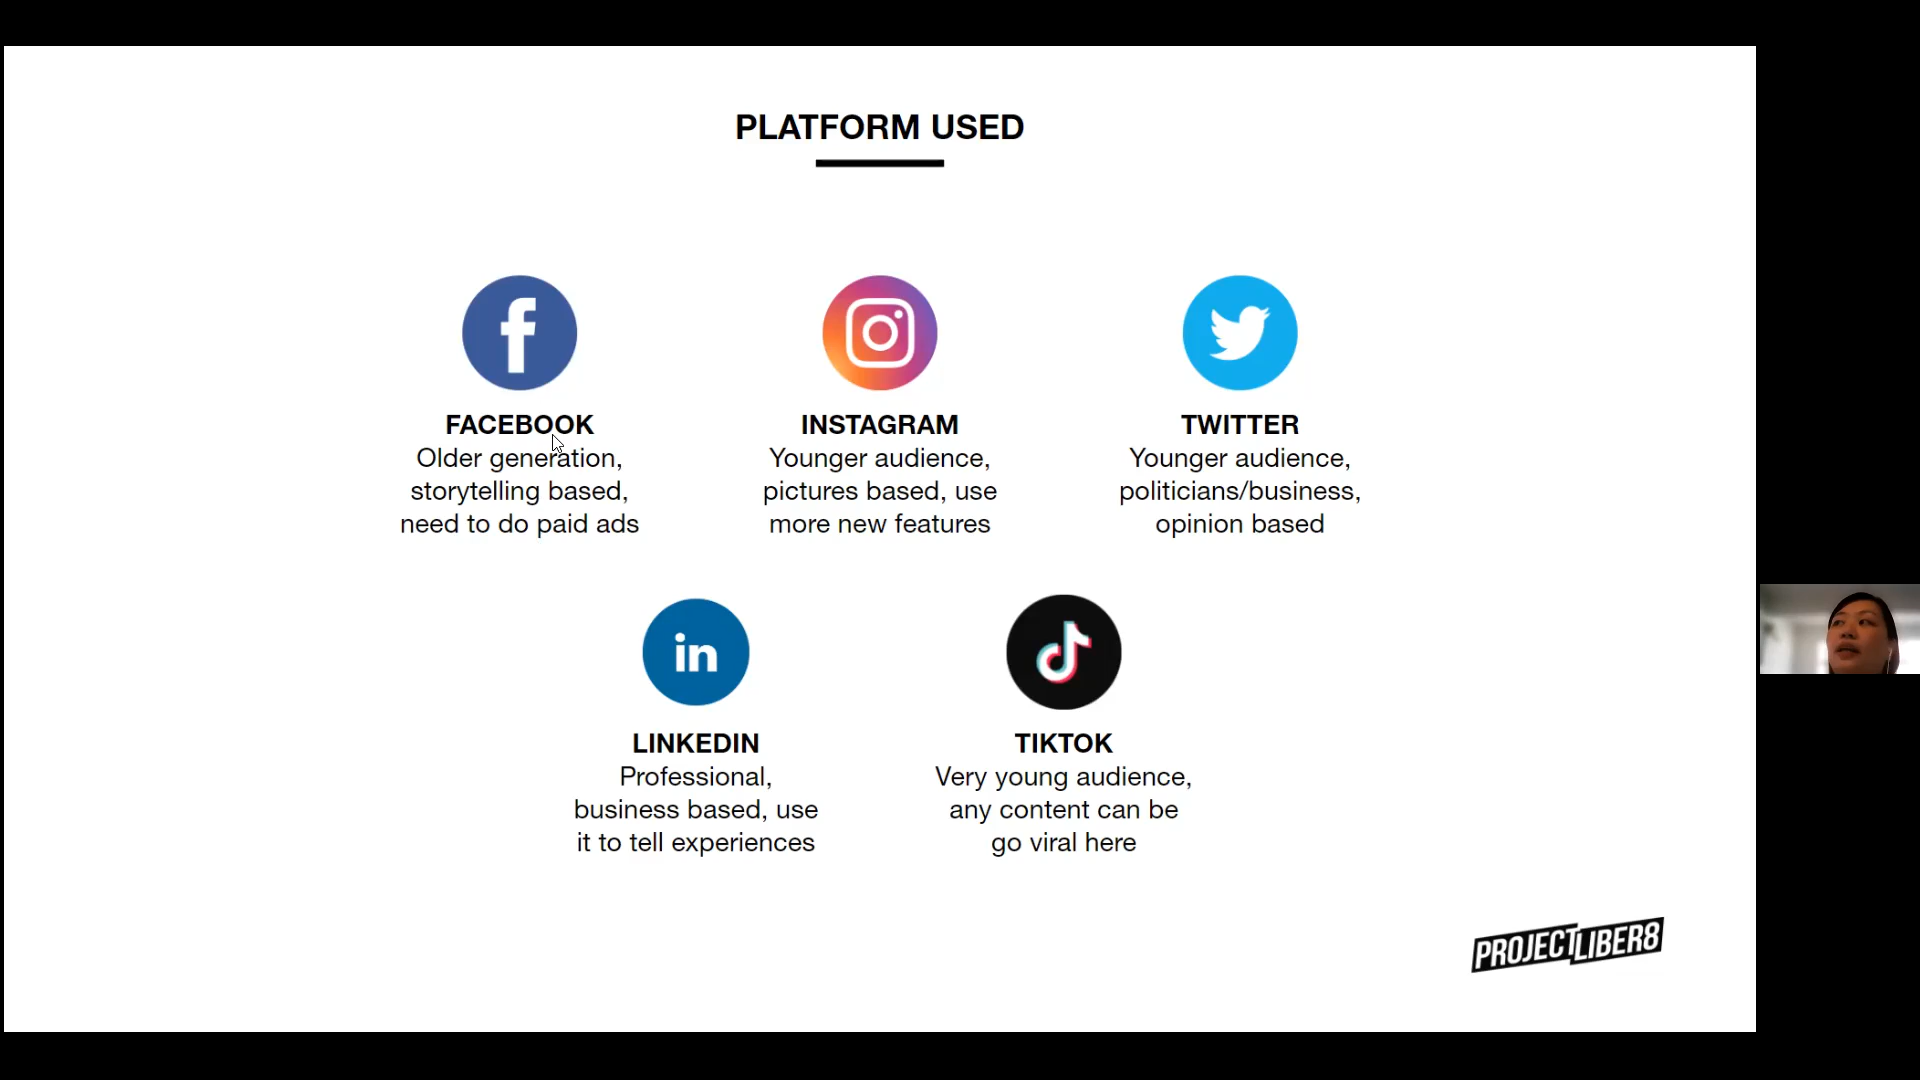 PLATFORM USED
FACEBOOK
Older generation,
storytelling based,
need to do paid ads
INSTAGRAM
Younger audience,
pictures based, use
more new features
TWITTER
Younger audience,
politicians/business,
opinion based
LINKEDIN
Professional,
business based, use
it to tell experiences
TIKTOK
Very young audience,
any content can be
go viral here
PROJECTLIBER8